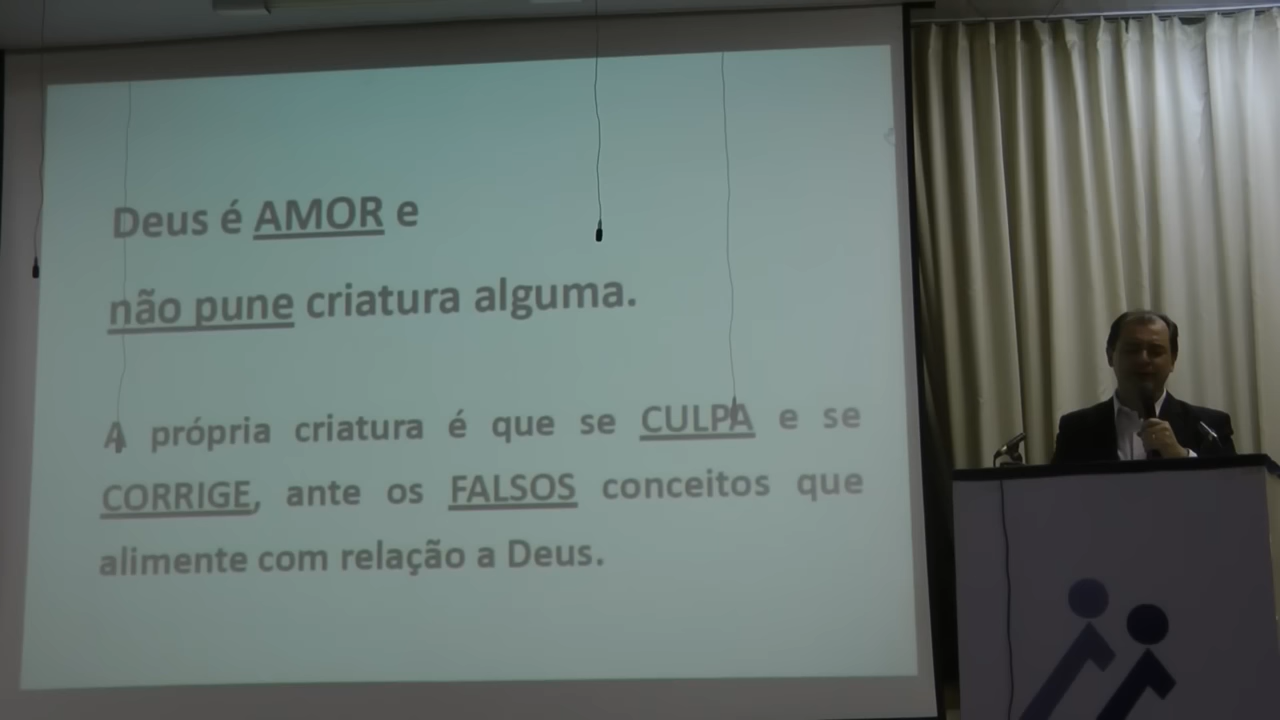 Deus é AMOR e
não pune criatura alguma.
A própria criatura é que se CULPA e se
CORRIGE, ante os FALSOS conceitos que
alimente com relação a Deus.